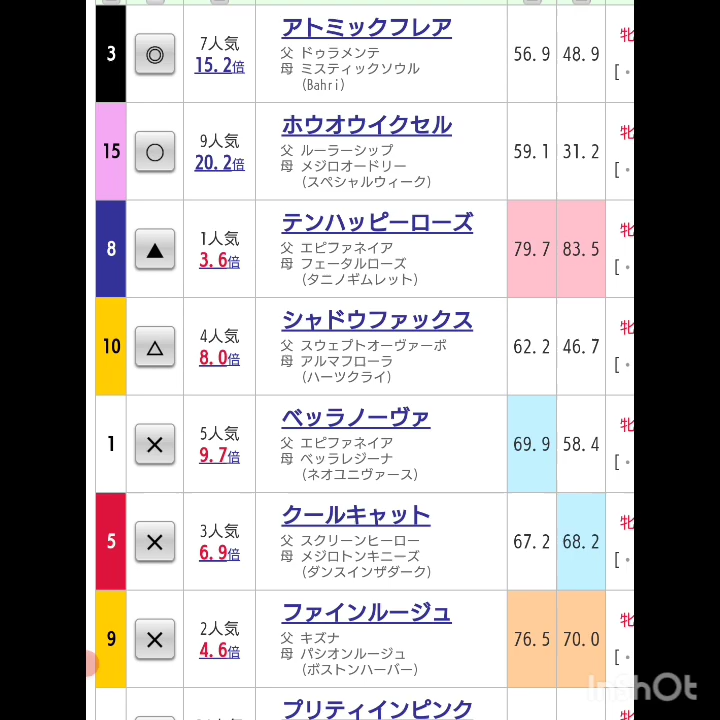 3 ◎ 7人気 15.2倍 アトミックフレア 56.9 48.9 牝
父 ドゥラメンテ
母 ミスティックソウル
(Bahri)
15 ○ 9人気 20.2倍 ホウオウイクセル 59.1 31.2 牝
父 ルーラーシップ
母 メジロオードリー
(スペシャルウィーク)
8 ▲ 1人気 3.6倍 テンハッピーローズ 79.7 83.5 牝
父 エピファネイア
母 フェータルローズ
(タニノギムレット)
10 △ 4人気 8.0倍 シャドウファックス 62.2 46.7 牝
父 スウェプトオーヴァーボ
母 アルマフローラ
(ハーツクライ)
1 × 5人気 9.7倍 ベッラノーヴァ 69.9 58.4 牝
父 エピファネイア
母 ベッラレジーナ
(ネオユニヴァース)
5 × 3人気 6.9倍 クールキャット 67.2 68.2 牝
父 スクリーンヒーロー
母 メジロトンキニーズ
(ダンスインザダーク)
9 × 2人気 4.6倍 ファインルージュ 76.5 70.0 牝
父 キズナ
母 パシオンルージュ
(ボストンハーバー)
プリティインピンク
InShOt